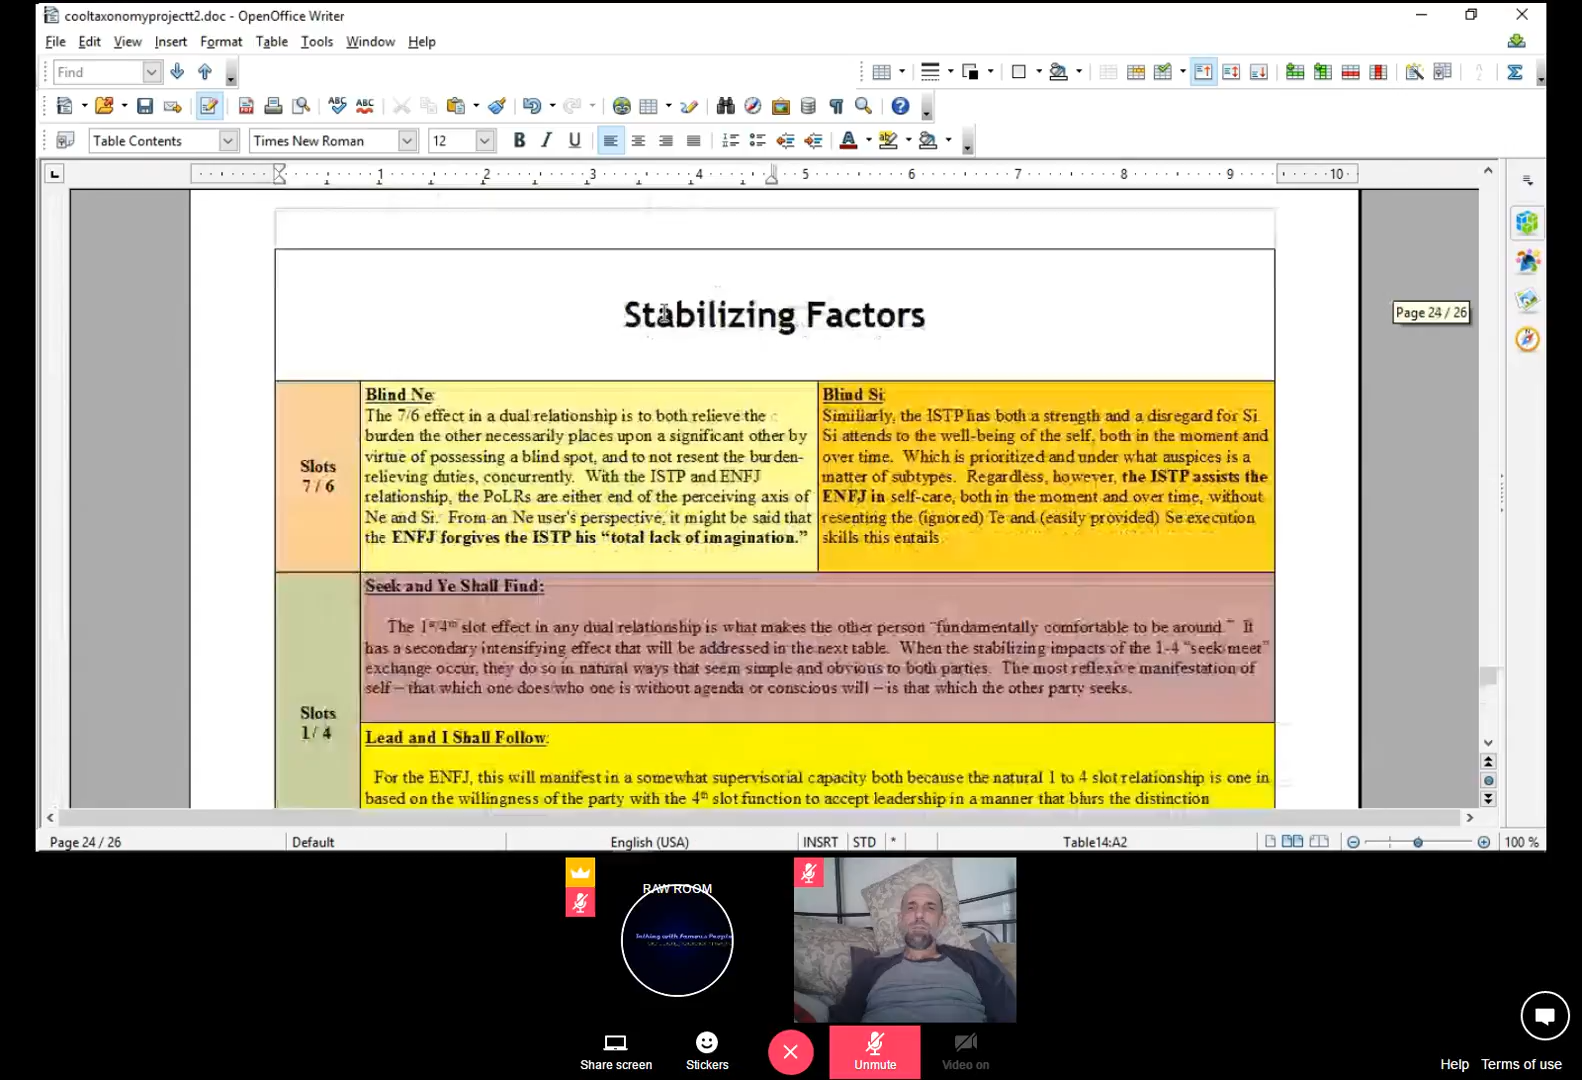 cooltaxonomyprojectt2.doc - OpenOffice Writer
File Edit View Insert Format Table Tools Window Help
Find
Table Contents Times New Roman 12
1 2 3 4 5 6 7 8 9 10
Stabilizing Factors
Page 24 / 26
Slots
7 / 6
Blind Ne:
The 7/6 effect in a dual relationship is to both relieve the
burden the other necessarily places upon a significant other by
virtue of possessing a blind spot, and to not resent the burden-
relieving duties, concurrently. With the ISTP and ENFJ
relationship, the PoLRs are either end of the perceiving axis of
Ne and Si. From an Ne user's perspective, it might be said that
the ENFJ forgives the ISTP his “total lack of imagination.”
Blind Si
Similiarly, the ISTP has both a strength and a disregard for Si
Si attends to the well-being of the self, both in the moment and
over time. Which is prioritized and under what auspices is a
matter of subtypes. Regardless, however, the ISTP assists the
ENFJ in self-care, both in the moment and over time, without
resenting the (ignored) Te and (easily provided) Se execution
skills this entails.
Slots
1/ 4
Seek and Ye Shall Find:
The 1st/4th slot effect in any dual relationship is what makes the other person “fundamentally comfortable to be around.” It
has a secondary intensifying effect that will be addressed in the next table. When the stabilizing impacts of the 1-4 “seek meet”
exchange occur, they do so in natural ways that seem simple and obvious to both parties. The most reflexive manifestation of
self – that which one does/who one is without agenda or conscious will – is that which the other party seeks.
Lead and I Shall Follow:
For the ENFJ, this will manifest in a somewhat supervisorial capacity both because the natural 1 to 4 slot relationship is one in
based on the willingness of the party with the 4th slot function to accept leadership in a manner that blurs the distinction
Page 24 / 26 Default English (USA) INSRT STD * Table14:A2 100 %
RAW ROOM
Talking with Famous People
Share screen Stickers Unmute Video on
Help Terms of use